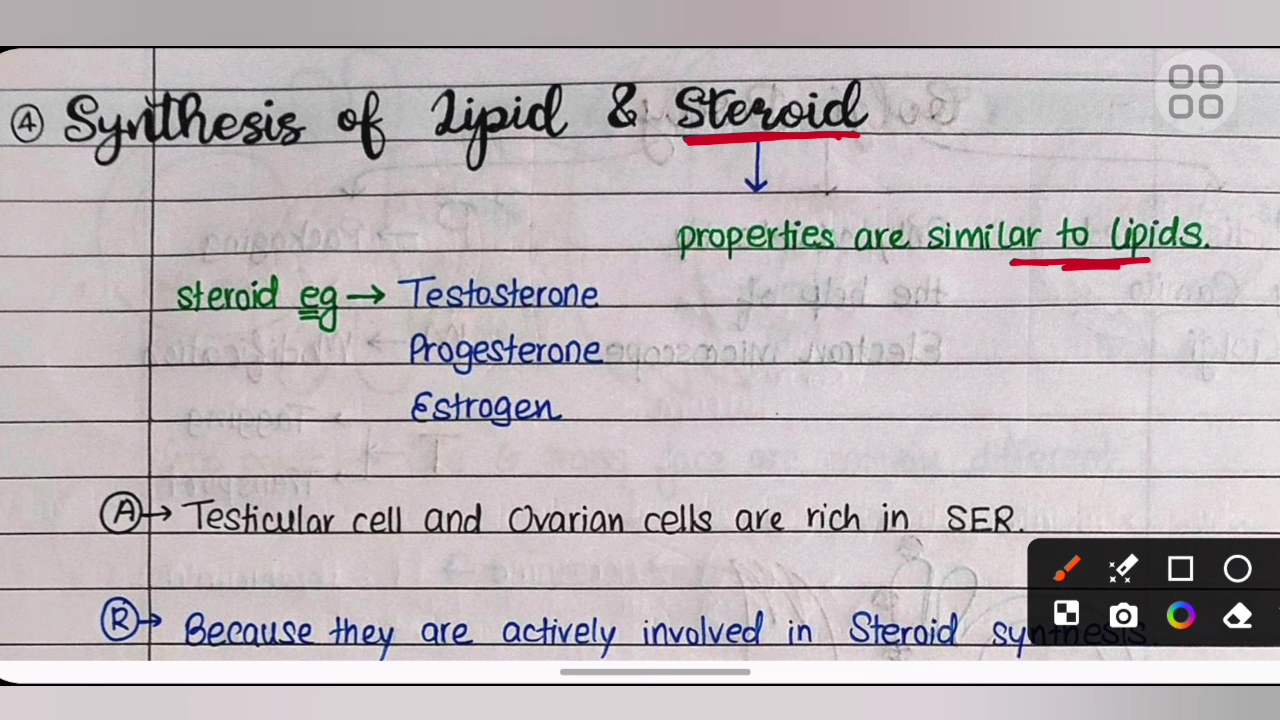 ④ Synthesis of Lipid & Steroid
properties are similar to lipids.
steroid eg → Testosterone
Progesterone
Estrogen
Ⓐ→ Testicular cell and Ovarian cells are rich in SER.
Ⓡ→ Because they are actively involved in Steroid synthesis.